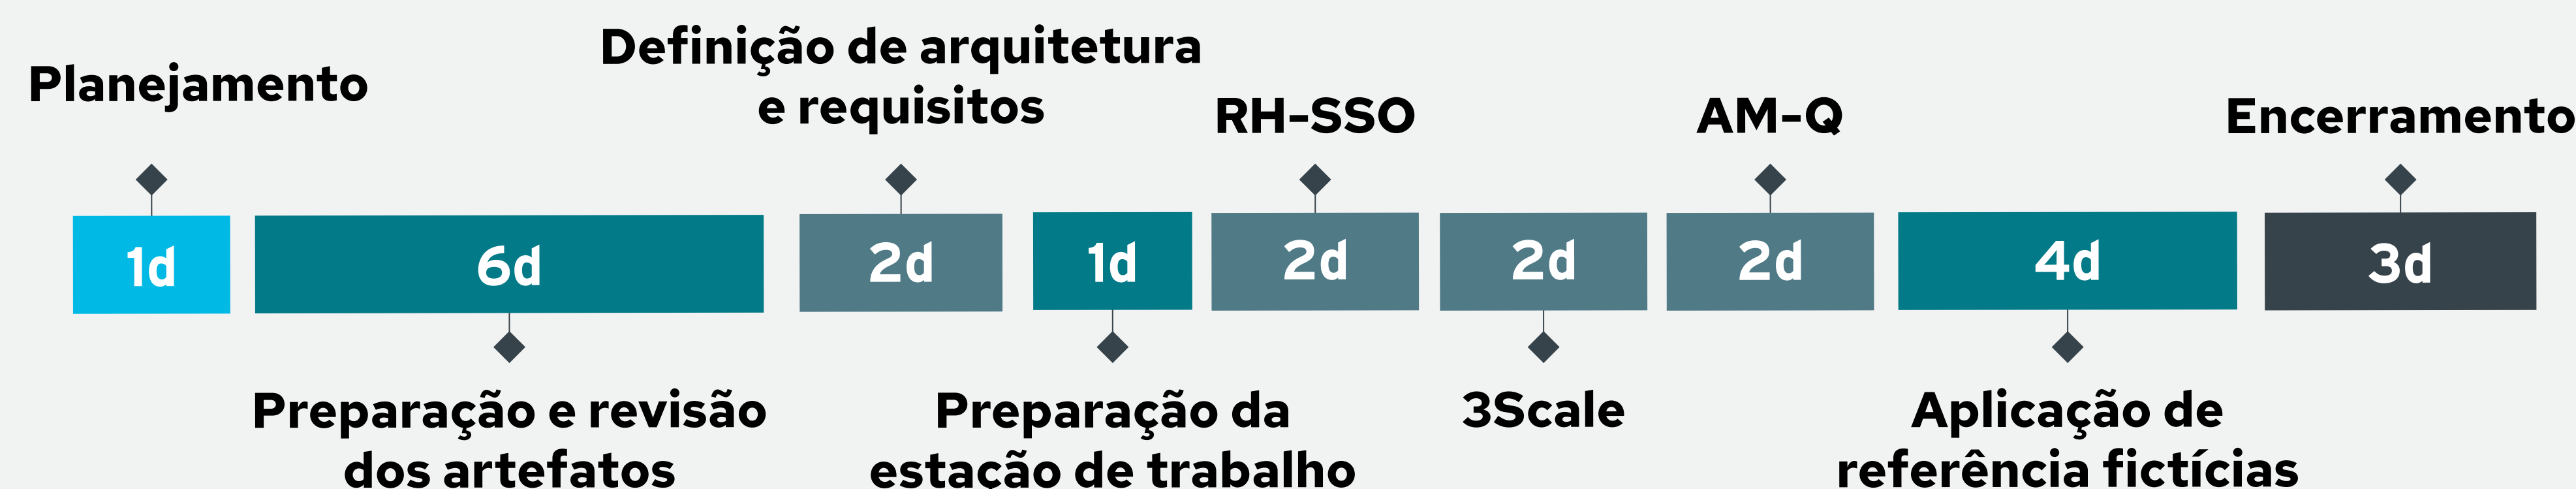 Planejamento
Definição de arquitetura
e requisitos
RH-SSO
AM-Q
Encerramento
1d
6d
2d
1d
2d
2d
2d
4d
3d
Preparação e revisão
dos artefatos
Preparação da
estação de trabalho
3Scale
Aplicação de
referência fictícias